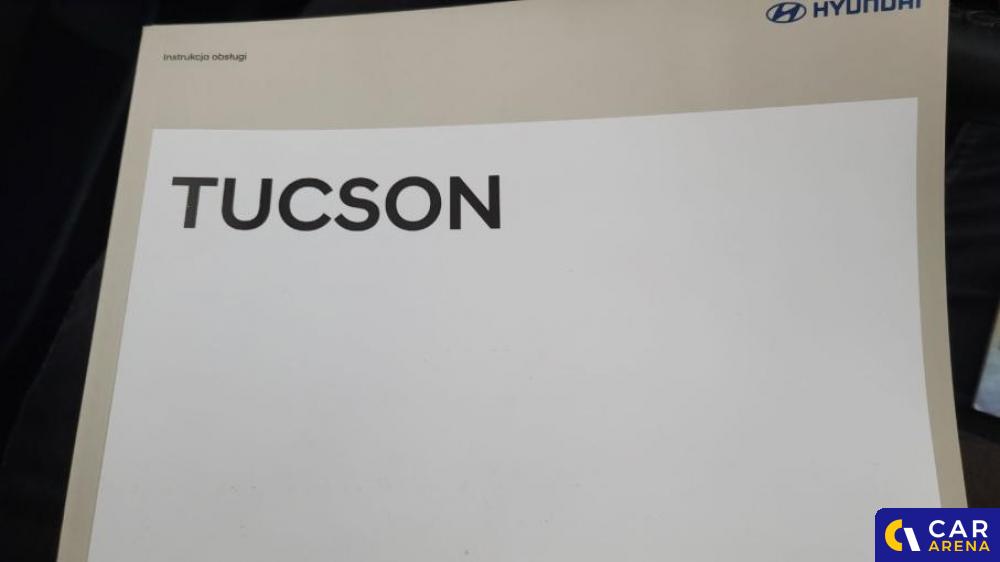 HYUNDAI
Instrukcja obsługi
TUCSON
CAR
ARENA